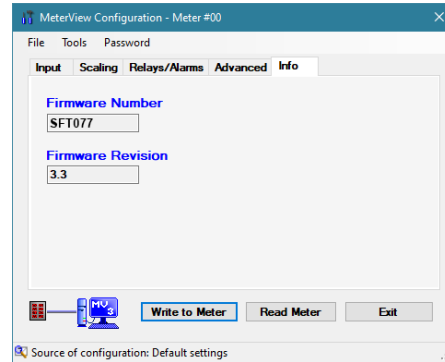 MeterView Configuration - Meter #00
File Tools Password
Input Scaling Relays/Alarms Advanced Info
Firmware Number
SFT077
Firmware Revision
3.3
MV
3
Write to Meter Read Meter Exit
Source of configuration: Default settings